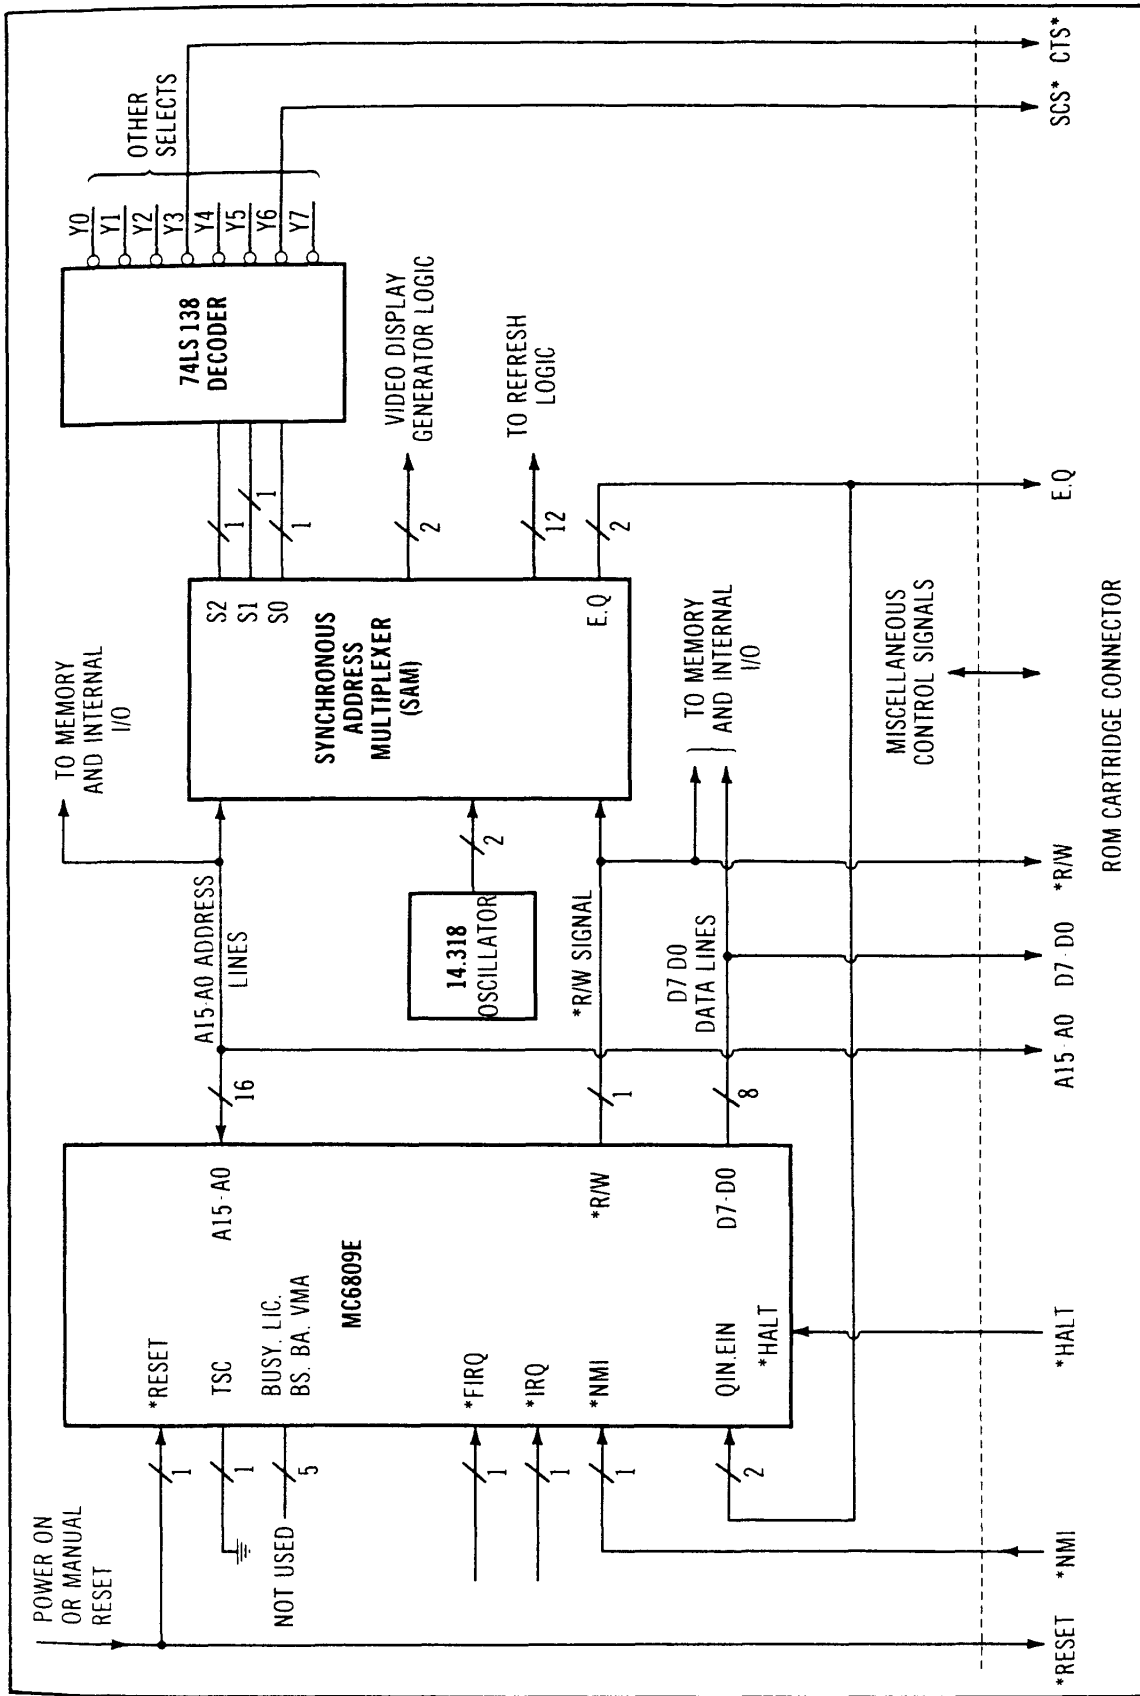 POWER ON
OR MANUAL
RESET
*RESET
1
TSC
1
BUSY. LIC.
BS. BA. VMA
5
NOT USED
MC6809E
*FIRQ
1
*IRQ
1
*NMI
1
QIN.EIN
2
*HALT
A15-A0
16
*R/W
1
D7-D0
8
A15-A0 ADDRESS
LINES
TO MEMORY
AND INTERNAL
I/O
14.318
OSCILLATOR
2
*R/W SIGNAL
D7 D0
DATA LINES
SYNCHRONOUS
ADDRESS
MULTIPLEXER
(SAM)
S2
S1
S0
1
1
1
E.Q
2
2
VIDEO DISPLAY
GENERATOR LOGIC
12
TO REFRESH
LOGIC
TO MEMORY
AND INTERNAL
I/O
74LS138
DECODER
Y0
Y1
Y2
Y3
Y4
Y5
Y6
Y7
OTHER
SELECTS
MISCELLANEOUS
CONTROL SIGNALS
*RESET
*NMI
*HALT
A15-A0
D7-D0
*R/W
E.Q
SCS*
CTS*
ROM CARTRIDGE CONNECTOR